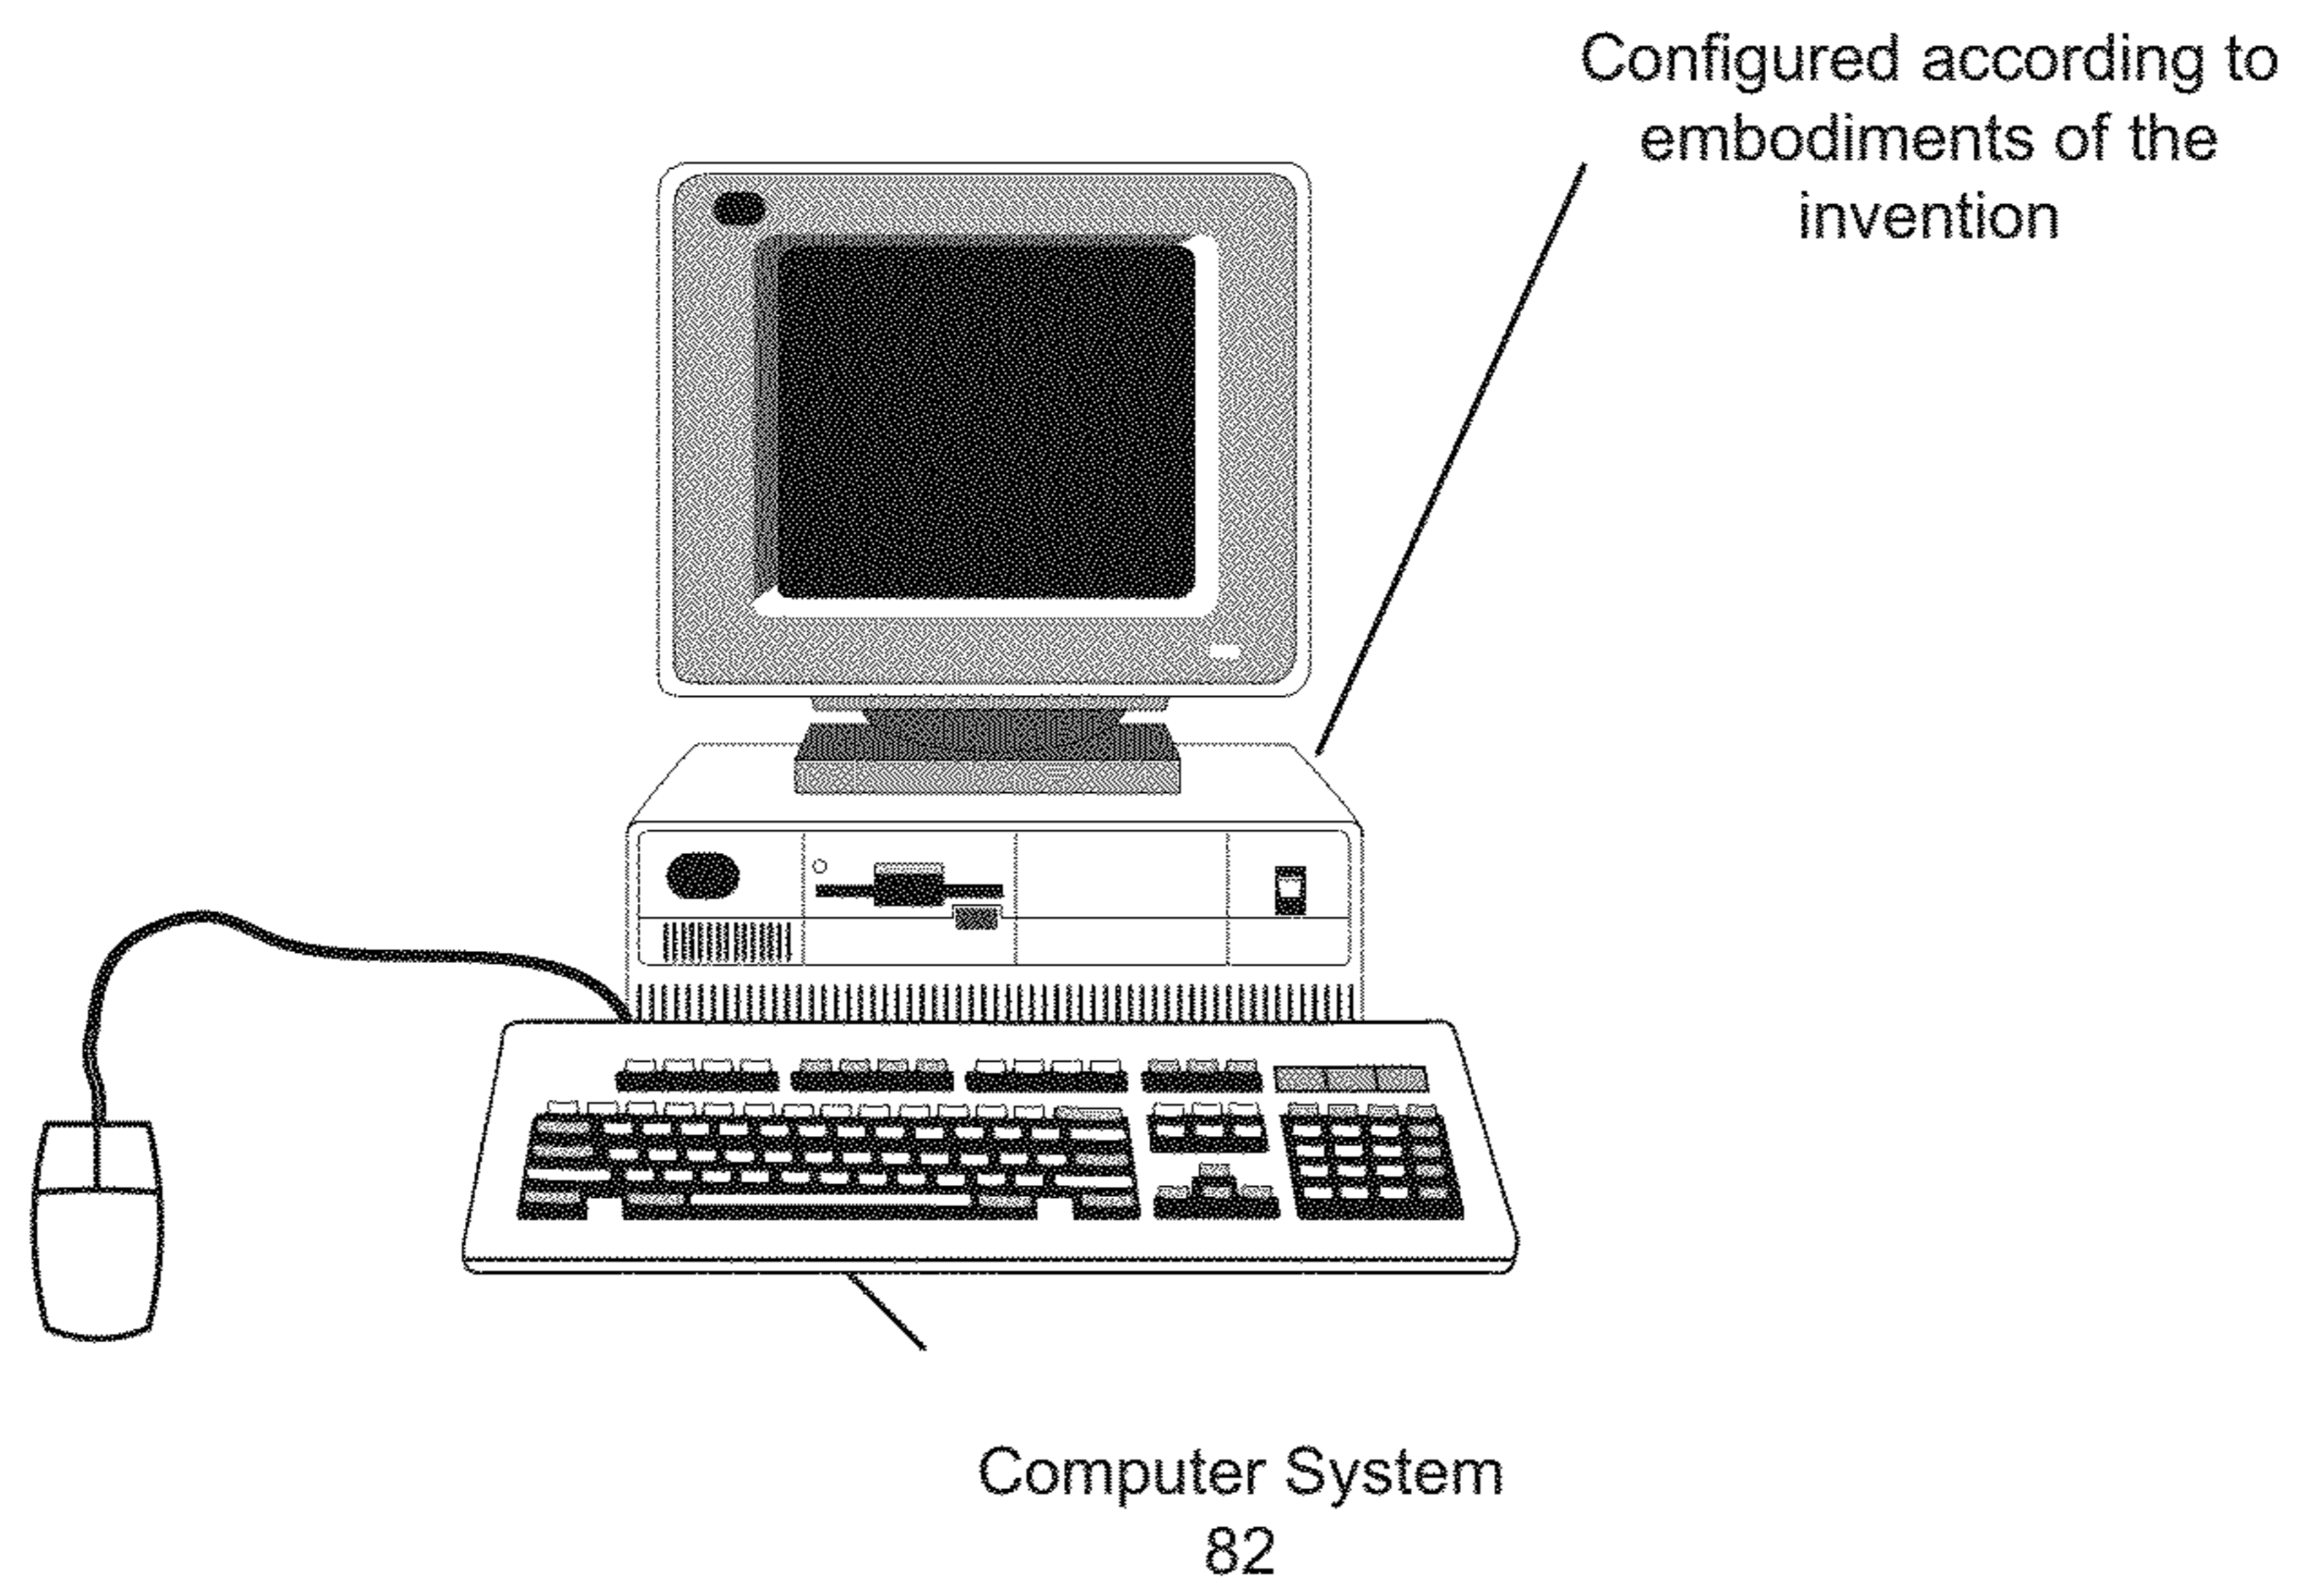 Configured according to
embodiments of the
invention
Computer System
82